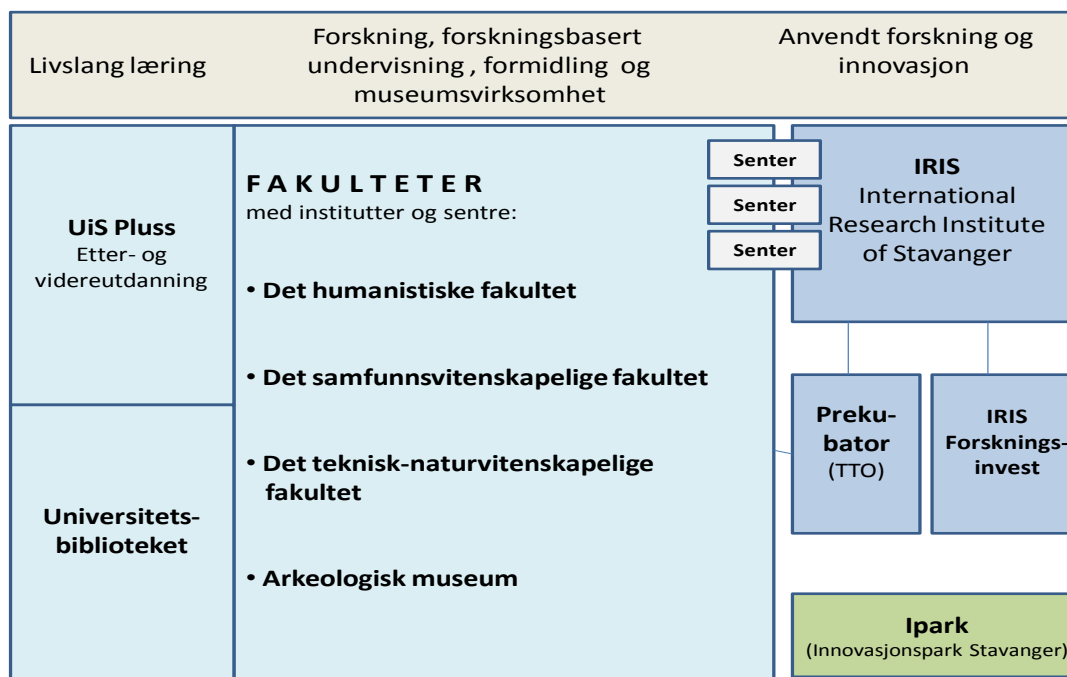 Livslang læring
Forskning, forskningsbasert
undervisning , formidling og
museumsvirksomhet
Anvendt forskning og
innovasjon
UiS Pluss
Etter- og
videreutdanning
Universitets-
biblioteket
F A K U L T E T E R
med institutter og sentre:
• Det humanistiske fakultet
• Det samfunnsvitenskapelige fakultet
• Det teknisk-naturvitenskapelige
fakultet
• Arkeologisk museum
Senter
Senter
Senter
IRIS
International
Research Institute
of Stavanger
Preku-
bator
(TTO)
IRIS
Forsknings-
invest
Ipark
(Innovasjonspark Stavanger)